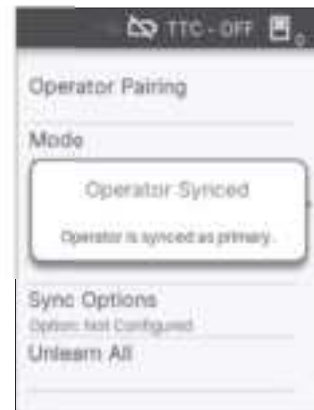 TTC - OFF
Operator Pairing
Mode
Operator Synced
Operator is synced as primary.
Sync Options
Option: Not Configured
Unlearn All